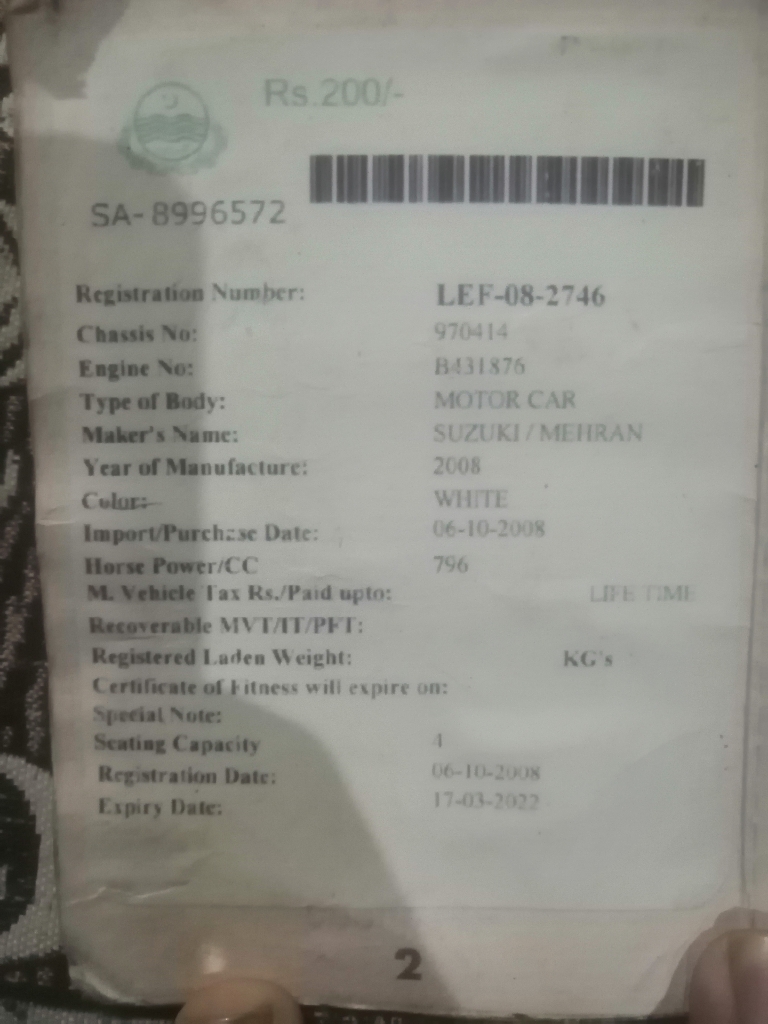 Rs.200/-
SA-8996572
Registration Number: LEF-08-2746
Chassis No: 970414
Engine No: B431876
Type of Body: MOTOR CAR
Maker's Name: SUZUKI / MEHRAN
Year of Manufacture: 2008
Color: WHITE
Import/Purchase Date: 06-10-2008
Horse Power/CC 796
M. Vehicle Tax Rs./Paid upto: LIFE TIME
Recoverable MVT/IT/PFT:
Registered Laden Weight: KG's
Certificate of Fitness will expire on:
Special Note:
Seating Capacity 4
Registration Date: 06-10-2008
Expiry Date: 17-03-2022
2